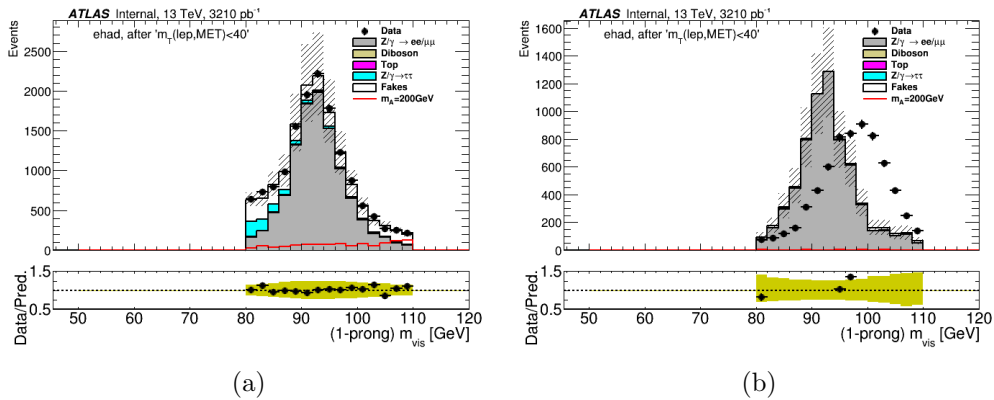 ATLAS Internal, 13 TeV, 3210 pb⁻¹
ehad, after 'm_T(lep,MET)<40'
Events
2500
2000
1500
1000
500
0
Data
Z/γ → ee/μμ
Diboson
Top
Z/γ→ττ
Fakes
m_A=200GeV
Data/Pred.
1.5
1.0
0.5
50 60 70 80 90 100 110 120
(1-prong) m_vis [GeV]
(a)
ATLAS Internal, 13 TeV, 3210 pb⁻¹
ehad, after 'm_T(lep,MET)<40'
Events
1600
1400
1200
1000
800
600
400
200
0
Data
Z/γ → ee/μμ
Diboson
Top
Z/γ→ττ
Fakes
m_A=200GeV
Data/Pred.
1.5
1.0
0.5
50 60 70 80 90 100 110 120
(1-prong) m_vis [GeV]
(b)